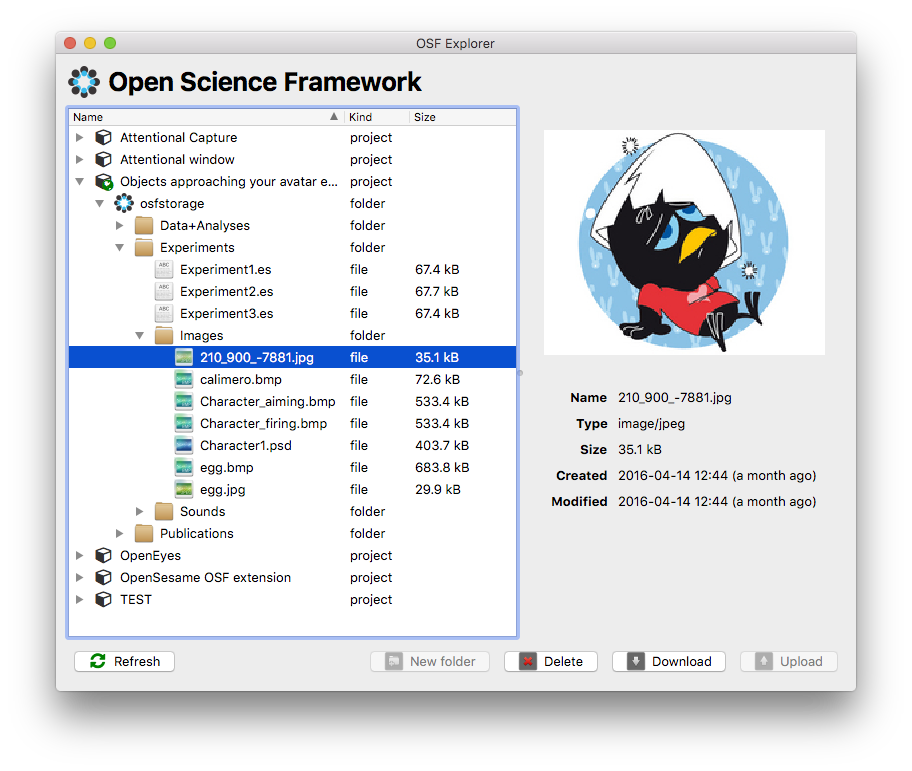 OSF Explorer
Open Science Framework
Name Kind Size
Attentional Capture project
Attentional window project
Objects approaching your avatar e... project
osfstorage folder
Data+Analyses folder
Experiments folder
ABC Experiment1.es file 67.4 kB
ABC Experiment2.es file 67.7 kB
ABC Experiment3.es file 67.4 kB
Images folder
210_900_-7881.jpg file 35.1 kB
calimero.bmp file 72.6 kB
Character_aiming.bmp file 533.4 kB
Character_firing.bmp file 533.4 kB
Character1.psd file 403.7 kB
egg.bmp file 683.8 kB
egg.jpg file 29.9 kB
Sounds folder
Publications folder
OpenEyes project
OpenSesame OSF extension project
TEST project
Name 210_900_-7881.jpg
Type image/jpeg
Size 35.1 kB
Created 2016-04-14 12:44 (a month ago)
Modified 2016-04-14 12:44 (a month ago)
Refresh New folder Delete Download Upload